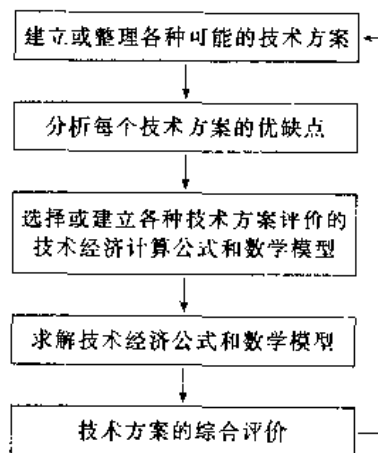 建立或整理各种可能的技术方案
分析每个技术方案的优缺点
选择或建立各种技术方案评价的
技术经济计算公式和数学模型
求解技术经济公式和数学模型
技术方案的综合评价